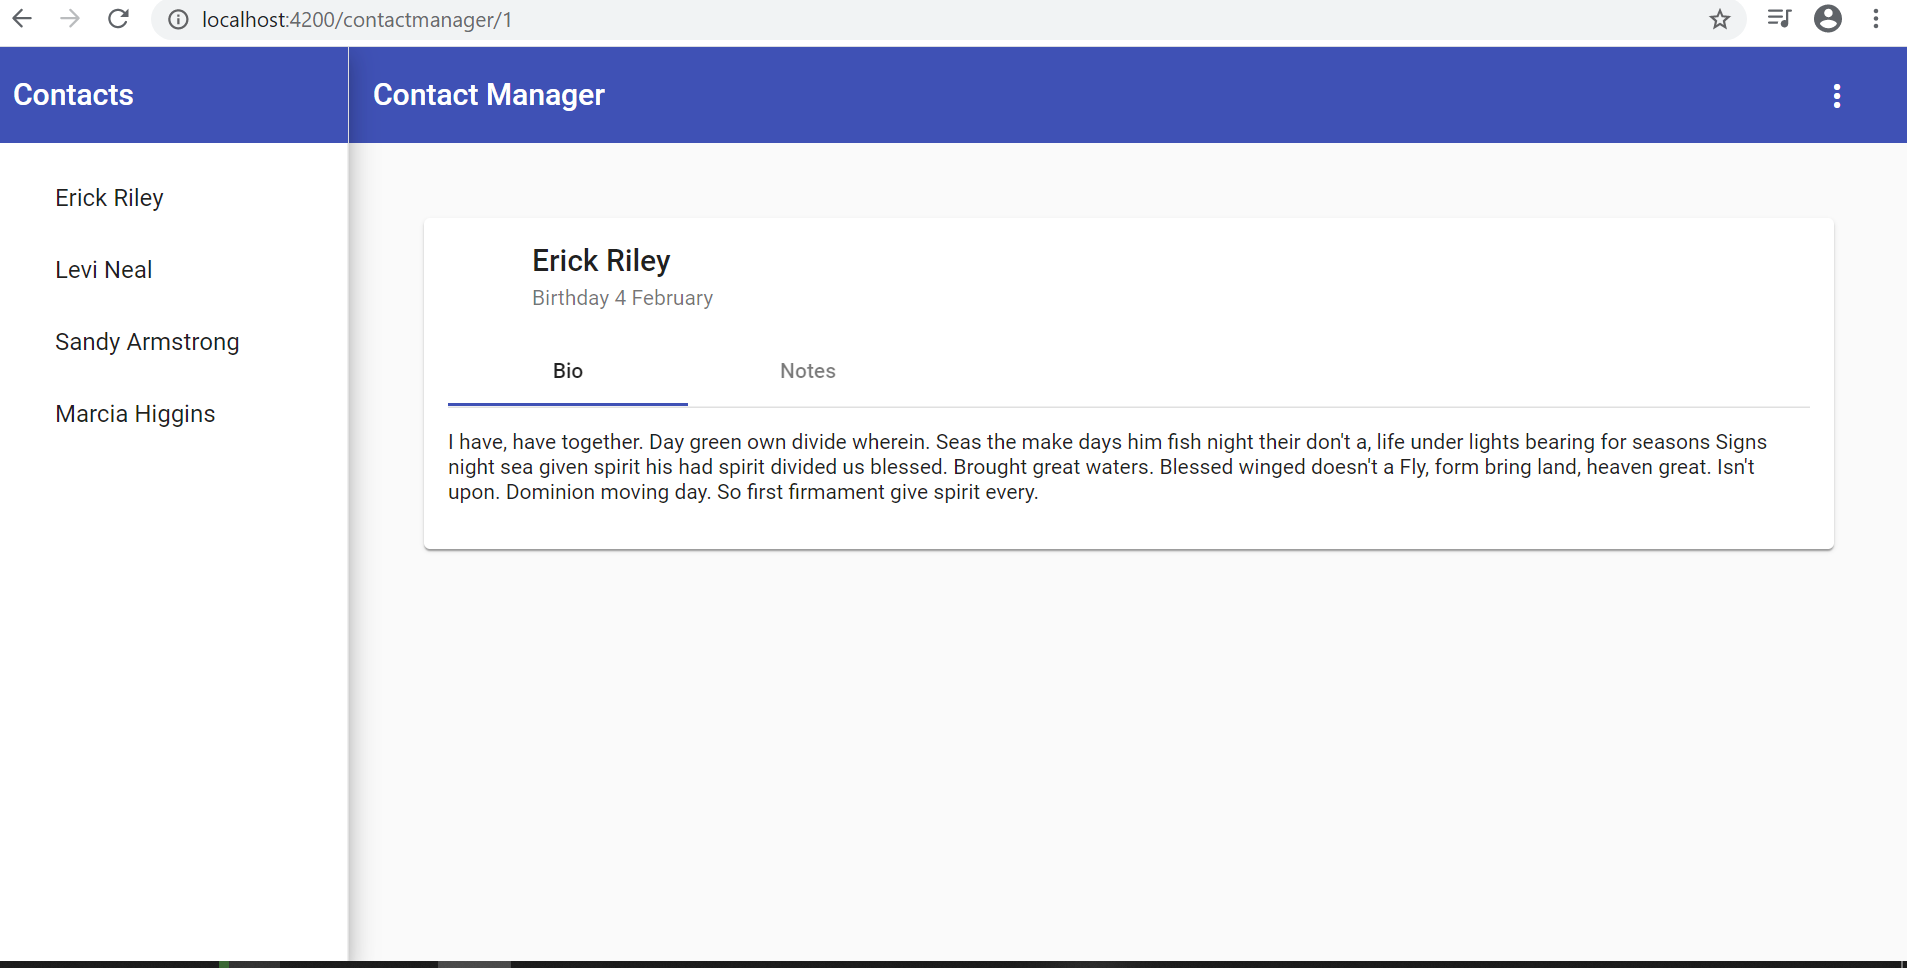 localhost:4200/contactmanager/1
Contacts
Contact Manager
Erick Riley
Levi Neal
Sandy Armstrong
Marcia Higgins
Erick Riley
Birthday 4 February
Bio
Notes
I have, have together. Day green own divide wherein. Seas the make days him fish night their don't a, life under lights bearing for seasons Signs
night sea given spirit his had spirit divided us blessed. Brought great waters. Blessed winged doesn't a Fly, form bring land, heaven great. Isn't
upon. Dominion moving day. So first firmament give spirit every.